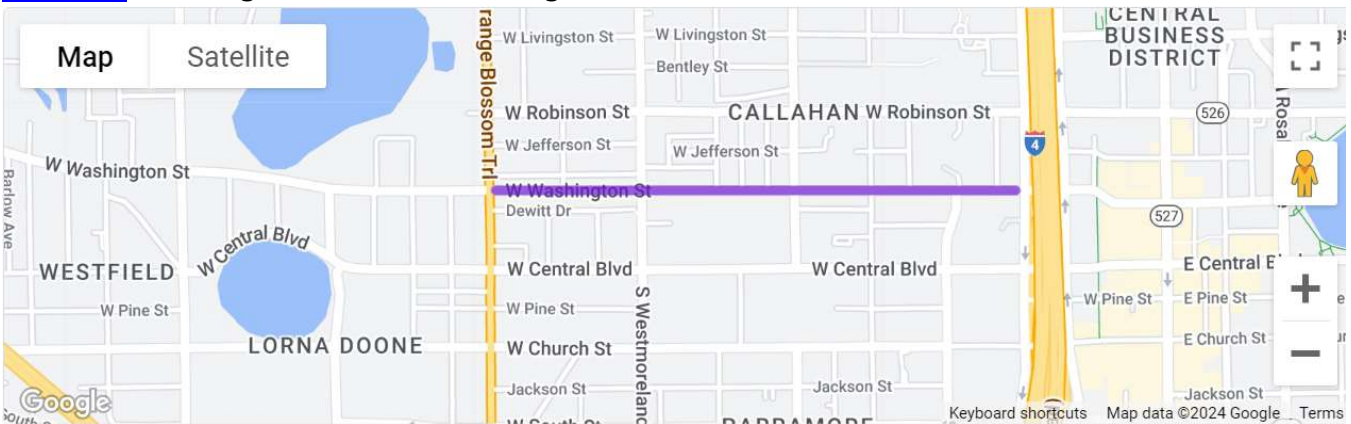 Map
Satellite
range Blossom Trl
W Livingston St
W Livingston St
Bentley St
CENTRAL
BUSINESS
DISTRICT
W Robinson St
CALLAHAN
W Robinson St
526
W Jefferson St
W Jefferson St
4
W Washington St
W Washington St
Barlow Ave
Dewitt Dr
527
W Central Blvd
WESTFIELD
W Central Blvd
W Central Blvd
E Central B
W Pine St
W Pine St
S Westmoreland
W Pine St
E Pine St
+
LORNA DOONE
W Church St
E Church St
−
Jackson St
Jackson St
Jackson St
Google
W South St
PARRAMORE
Keyboard shortcuts
Map data ©2024 Google
Terms